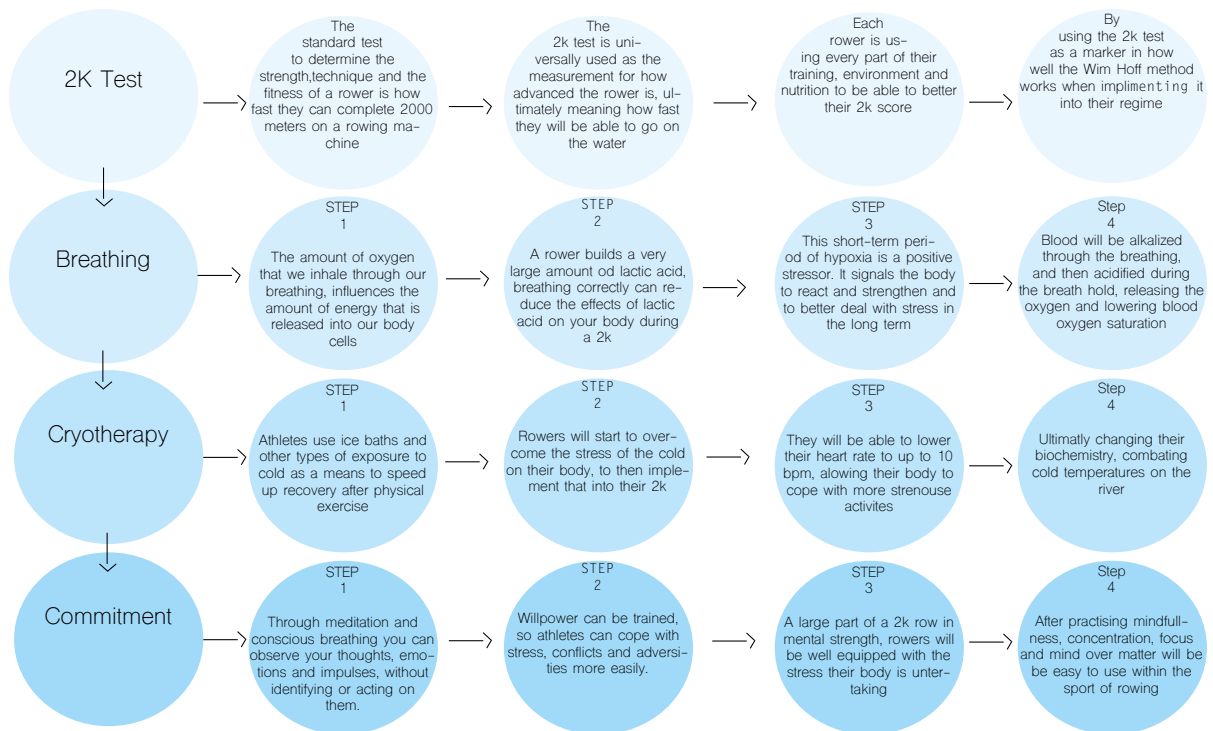 2K Test
The
standard test
to determine the
strength,technique and the
fitness of a rower is how
fast they can complete 2000
meters on a rowing ma-
chine
The
2k test is uni-
versally used as the
measurement for how
advanced the rower is, ul-
timately meaning how fast
they will be able to go on
the water
Each
rower is us-
ing every part of their
training, environment and
nutrition to be able to better
their 2k score
By
using the 2k test
as a marker in how
well the Wim Hoff method
works when implimenting it
into their regime
Breathing
STEP
1
The amount of oxygen
that we inhale through our
breathing, influences the
amount of energy that is
released into our body
cells
STEP
2
A rower builds a very
large amount od lactic acid,
breathing correctly can re-
duce the effects of lactic
acid on your body during
a 2k
STEP
3
This short-term peri-
od of hypoxia is a positive
stressor. It signals the body
to react and strengthen and
to better deal with stress in
the long term
Step
4
Blood will be alkalized
through the breathing,
and then acidified during
the breath hold, releasing the
oxygen and lowering blood
oxygen saturation
Cryotherapy
STEP
1
Athletes use ice baths and
other types of exposure to
cold as a means to speed
up recovery after physical
exercise
STEP
2
Rowers will start to over-
come the stress of the cold
on their body, to then imple-
ment that into their 2k
STEP
3
They will be able to lower
their heart rate to up to 10
bpm, alowing their body to
cope with more strenouse
activites
Step
4
Ultimatly changing their
biochemistry, combating
cold temperatures on the
river
Commitment
STEP
1
Through meditation and
conscious breathing you can
observe your thoughts, emo-
tions and impulses, without
identifying or acting on
them.
STEP
2
Willpower can be trained,
so athletes can cope with
stress, conflicts and adversi-
ties more easily.
STEP
3
A large part of a 2k row in
mental strength, rowers will
be well equipped with the
stress their body is under-
taking
Step
4
After practising mindfull-
ness, concentration, focus
and mind over matter will be
be easy to use within the
sport of rowing